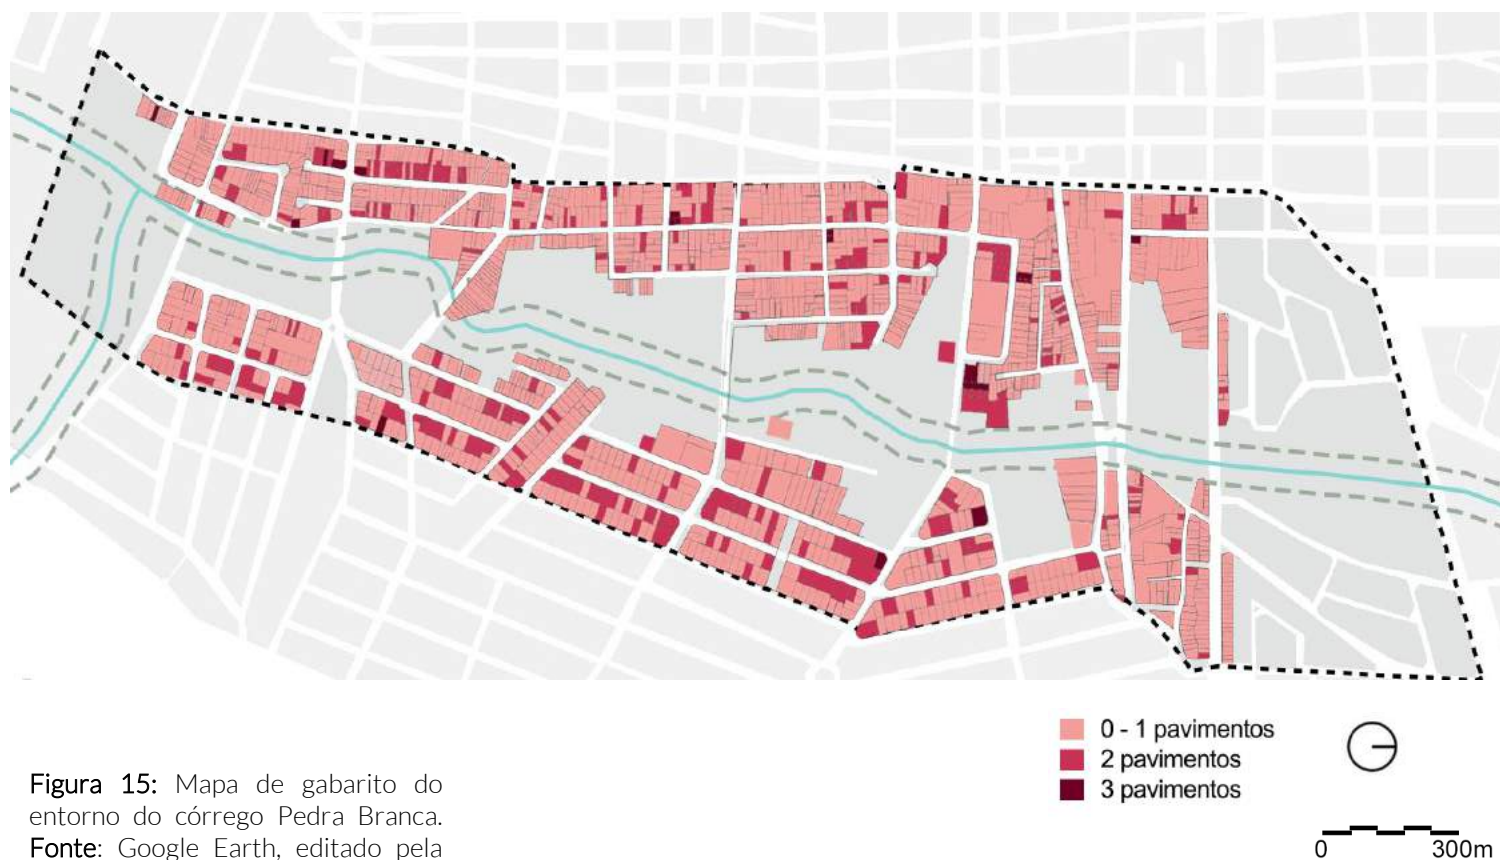 0 - 1 pavimentos
2 pavimentos
3 pavimentos
0 300m
Figura 15: Mapa de gabarito do
entorno do córrego Pedra Branca.
Fonte: Google Earth, editado pela